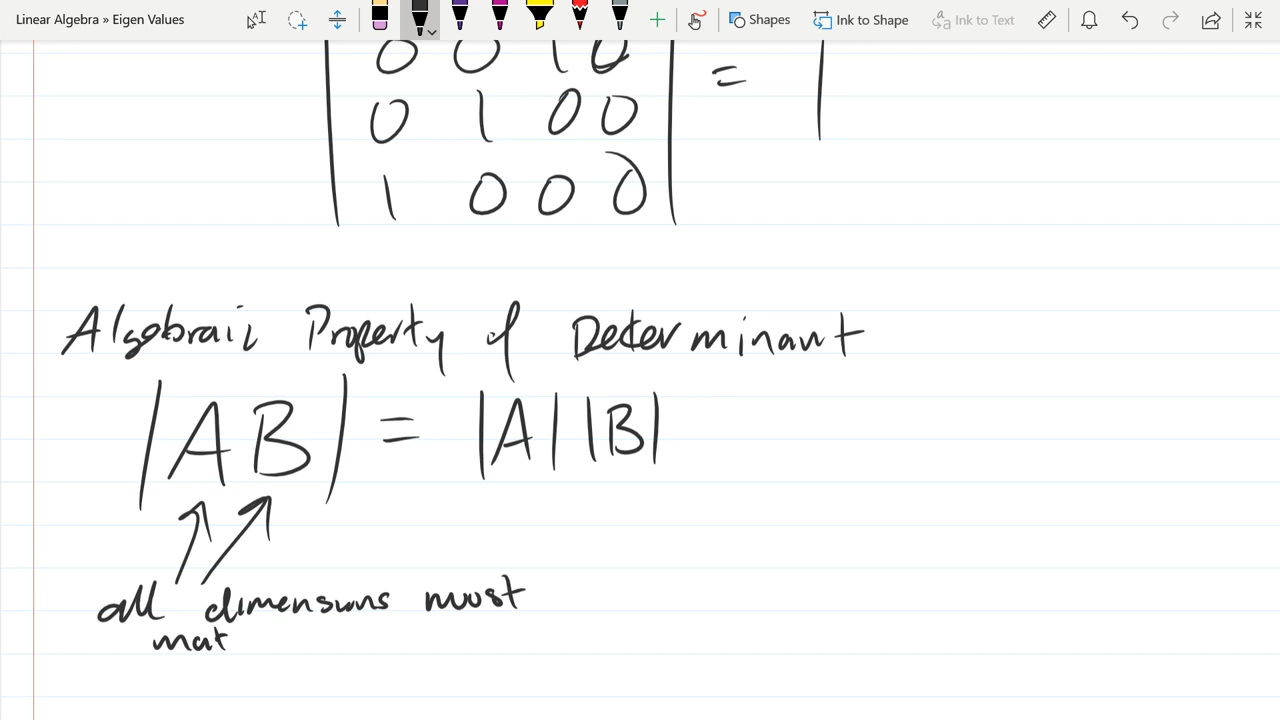 Linear Algebra » Eigen Values Shapes Ink to Shape Ink to Text
0 0 1 0
0 1 0 0 = 1
1 0 0 0
Algebraic Property of Determinant
|AB| = |A| |B|
all dimensions must
mat